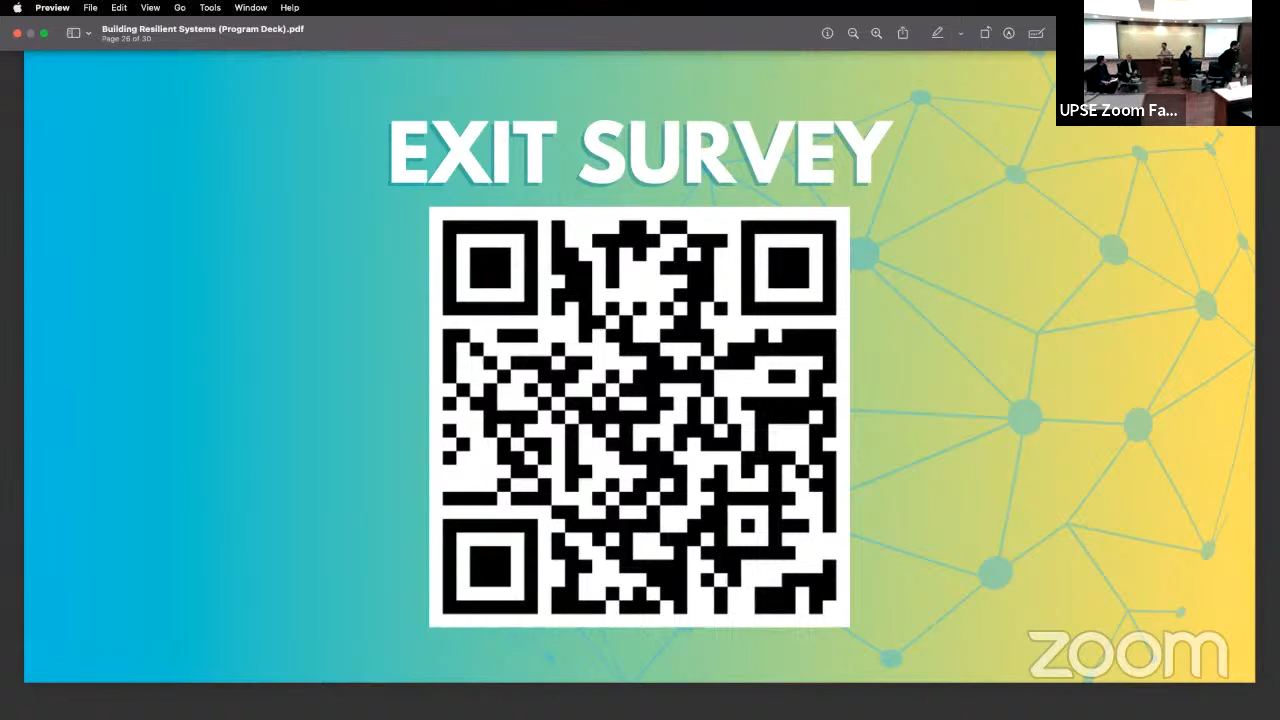 Preview File Edit View Go Tools Window Help
Building Resilient Systems (Program Deck).pdf
Page 26 of 30
UPSE Zoom Fa...
EXIT SURVEY
zoom